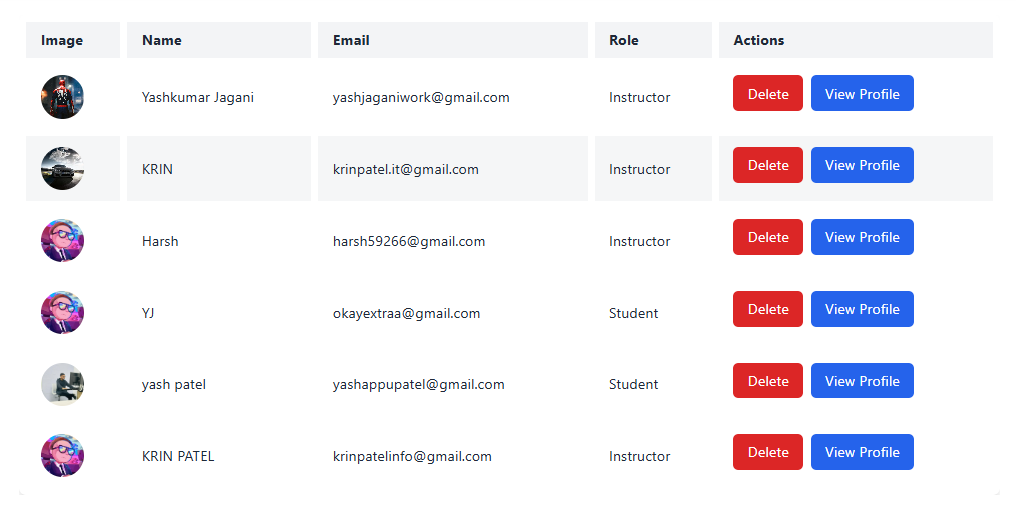 Image Name Email Role Actions
Yashkumar Jagani yashjaganiwork@gmail.com Instructor Delete View Profile
KRIN krinpatel.it@gmail.com Instructor Delete View Profile
Harsh harsh59266@gmail.com Instructor Delete View Profile
YJ okayextraa@gmail.com Student Delete View Profile
yash patel yashappupatel@gmail.com Student Delete View Profile
KRIN PATEL krinpatelinfo@gmail.com Instructor Delete View Profile